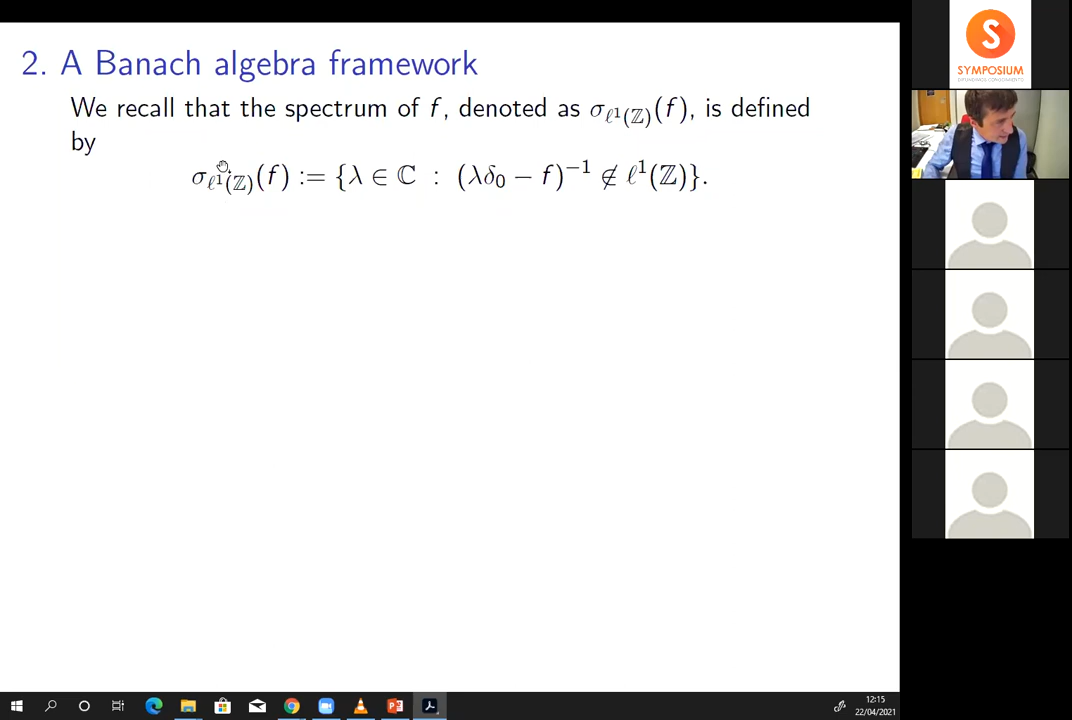 2. A Banach algebra framework
We recall that the spectrum of f, denoted as σ_{ℓ¹(ℤ)}(f), is defined
by
σ_{ℓ¹(ℤ)}(f) := {λ ∈ ℂ : (λδ₀ − f)⁻¹ ∉ ℓ¹(ℤ)}.
S
SYMPOSIUM
12:15
22/04/2021